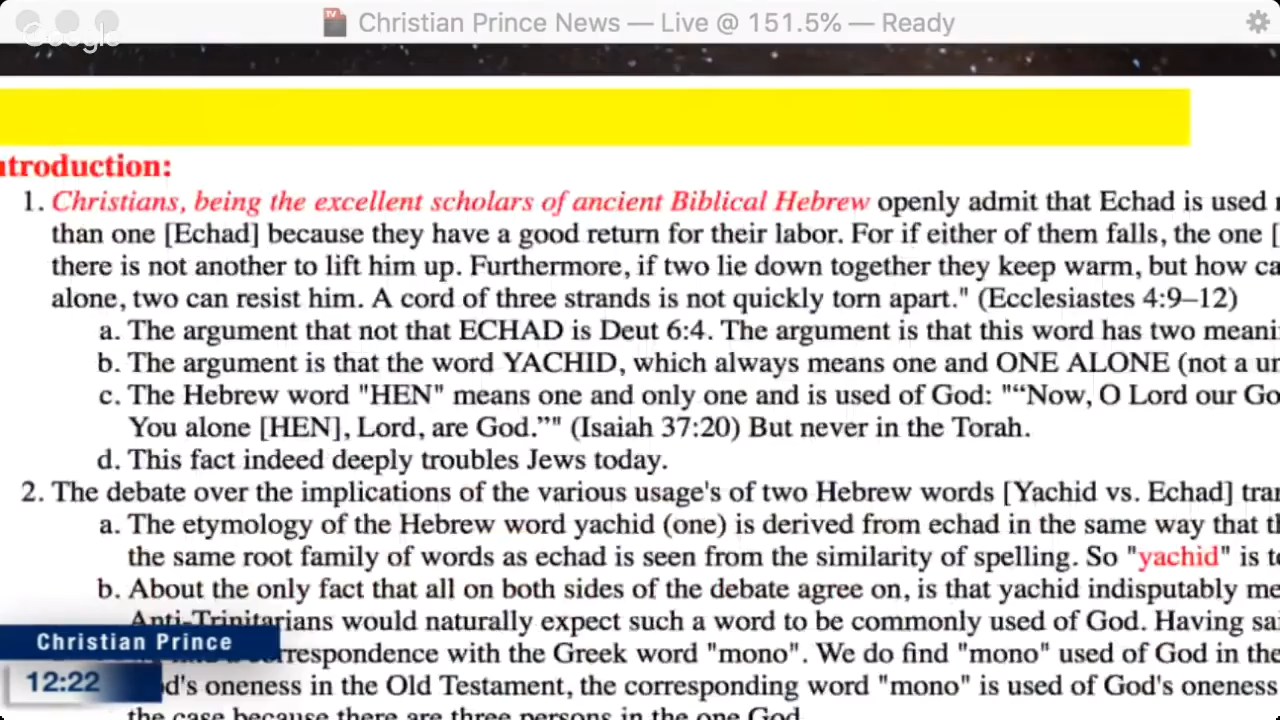 Christian Prince News — Live @ 151.5% — Ready
Google
ntroduction:
1. Christians, being the excellent scholars of ancient Biblical Hebrew openly admit that Echad is used
than one [Echad] because they have a good return for their labor. For if either of them falls, the one [
there is not another to lift him up. Furthermore, if two lie down together they keep warm, but how ca
alone, two can resist him. A cord of three strands is not quickly torn apart." (Ecclesiastes 4:9–12)
a. The argument that not that ECHAD is Deut 6:4. The argument is that this word has two meani
b. The argument is that the word YACHID, which always means one and ONE ALONE (not a u
c. The Hebrew word "HEN" means one and only one and is used of God: "“Now, O Lord our Go
You alone [HEN], Lord, are God.”" (Isaiah 37:20) But never in the Torah.
d. This fact indeed deeply troubles Jews today.
2. The debate over the implications of the various usage's of two Hebrew words [Yachid vs. Echad] tra
a. The etymology of the Hebrew word yachid (one) is derived from echad in the same way that t
the same root family of words as echad is seen from the similarity of spelling. So "yachid" is t
b. About the only fact that all on both sides of the debate agree on, is that yachid indisputably me
Anti-Trinitarians would naturally expect such a word to be commonly used of God. Having sa
rrespondence with the Greek word "mono". We do find "mono" used of God in the
d's oneness in the Old Testament, the corresponding word "mono" is used of God's oneness
the case because there are three persons in the one God
Christian Prince
12:22